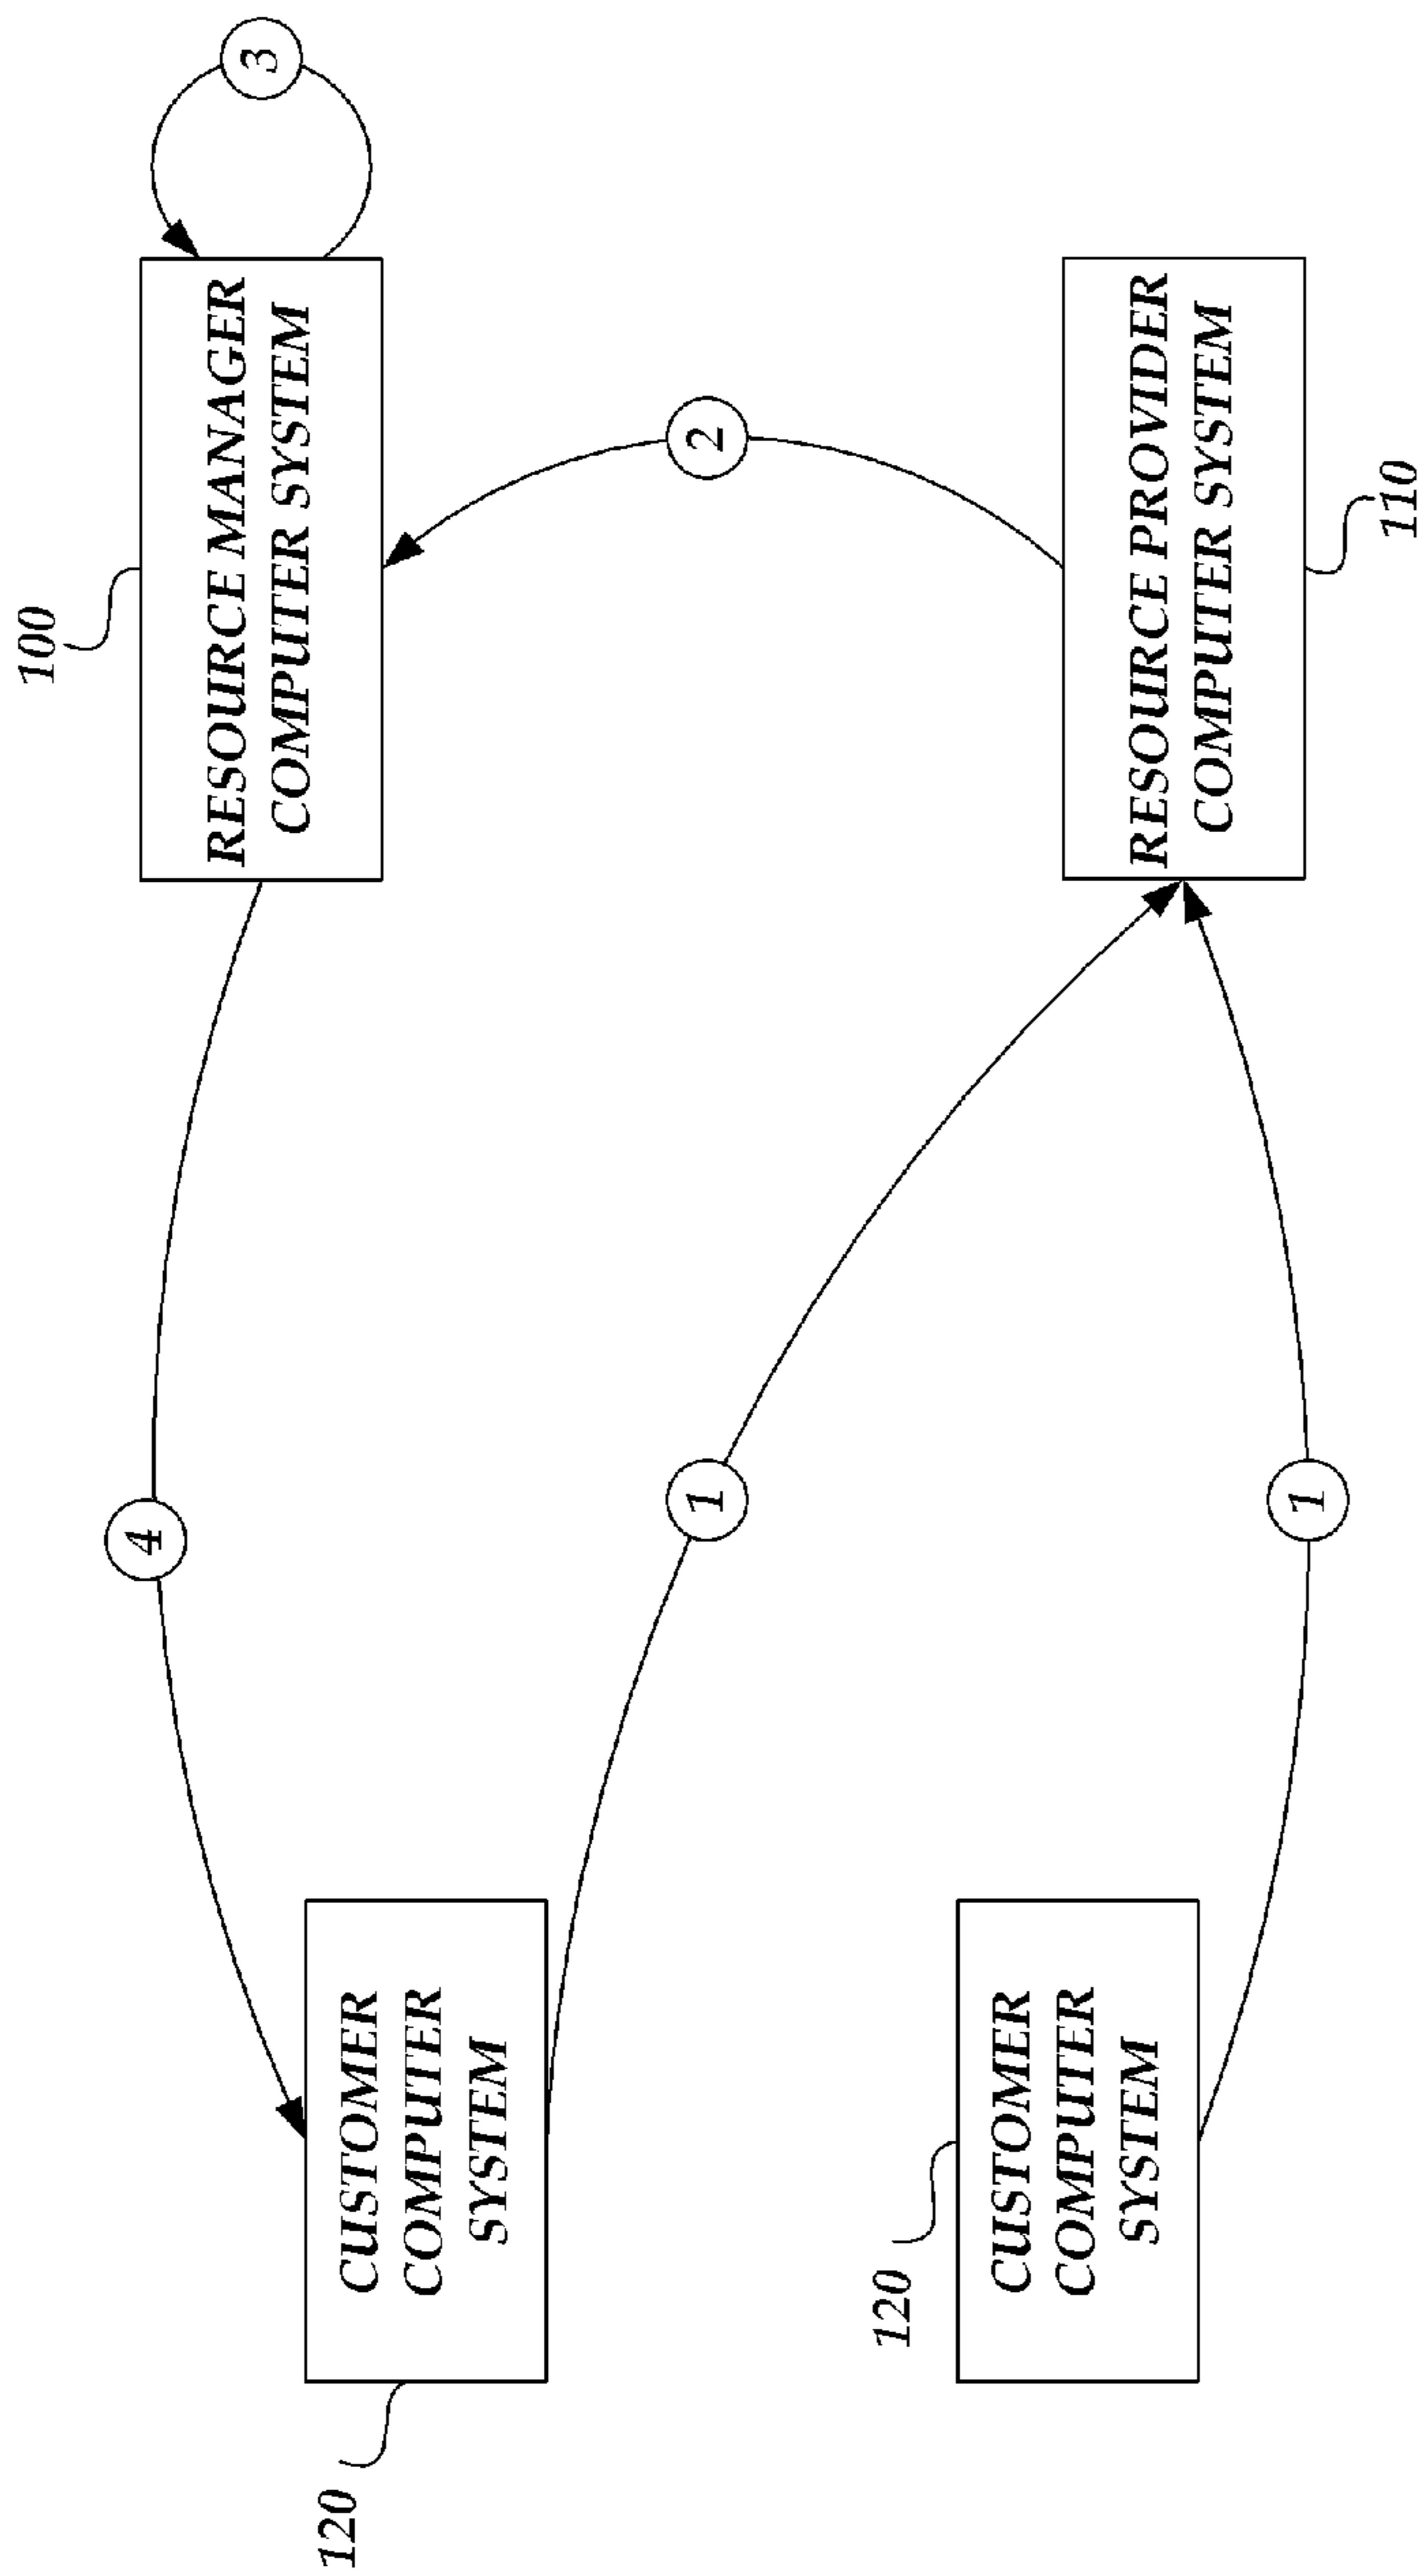 100
RESOURCE MANAGER
COMPUTER SYSTEM
3
4
2
CUSTOMER
COMPUTER
SYSTEM
120
1
120
CUSTOMER
COMPUTER
SYSTEM
1
RESOURCE PROVIDER
COMPUTER SYSTEM
110